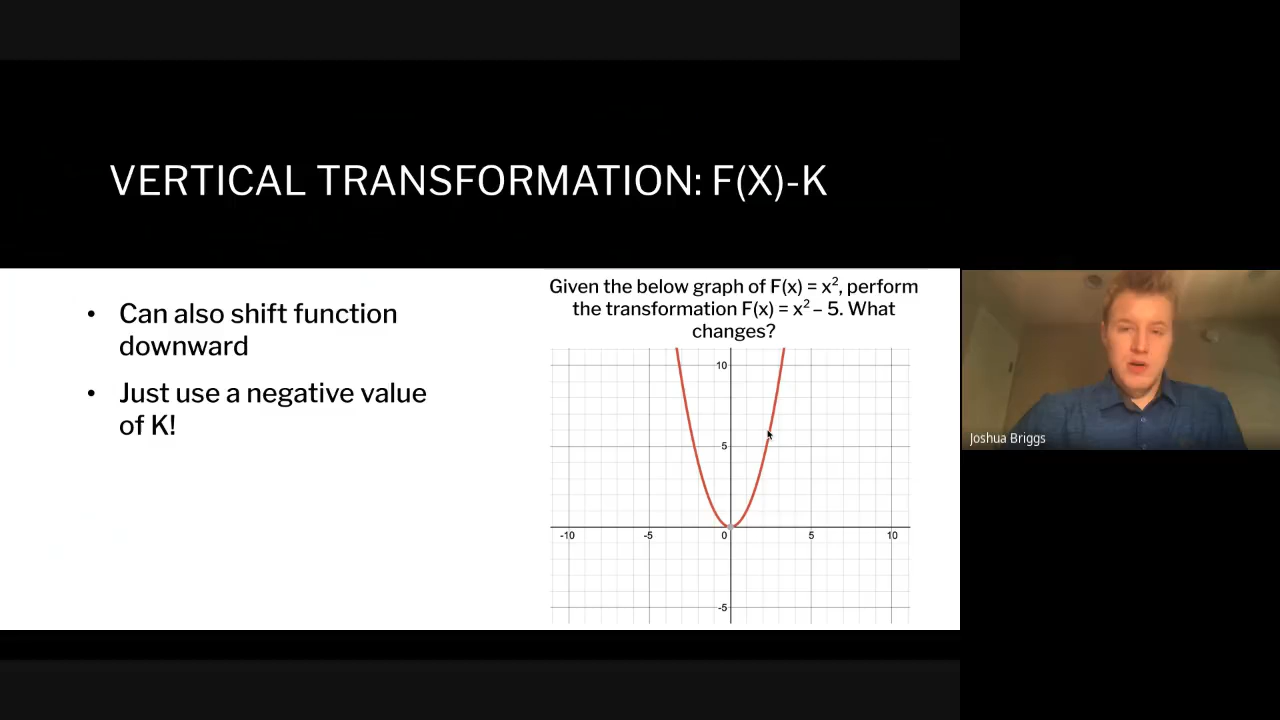 VERTICAL TRANSFORMATION: F(X)-K
• Can also shift function
downward
• Just use a negative value
of K!
Given the below graph of F(x) = x², perform
the transformation F(x) = x² – 5. What
changes?
10
5
-10 -5 0 5 10
-5
Joshua Briggs